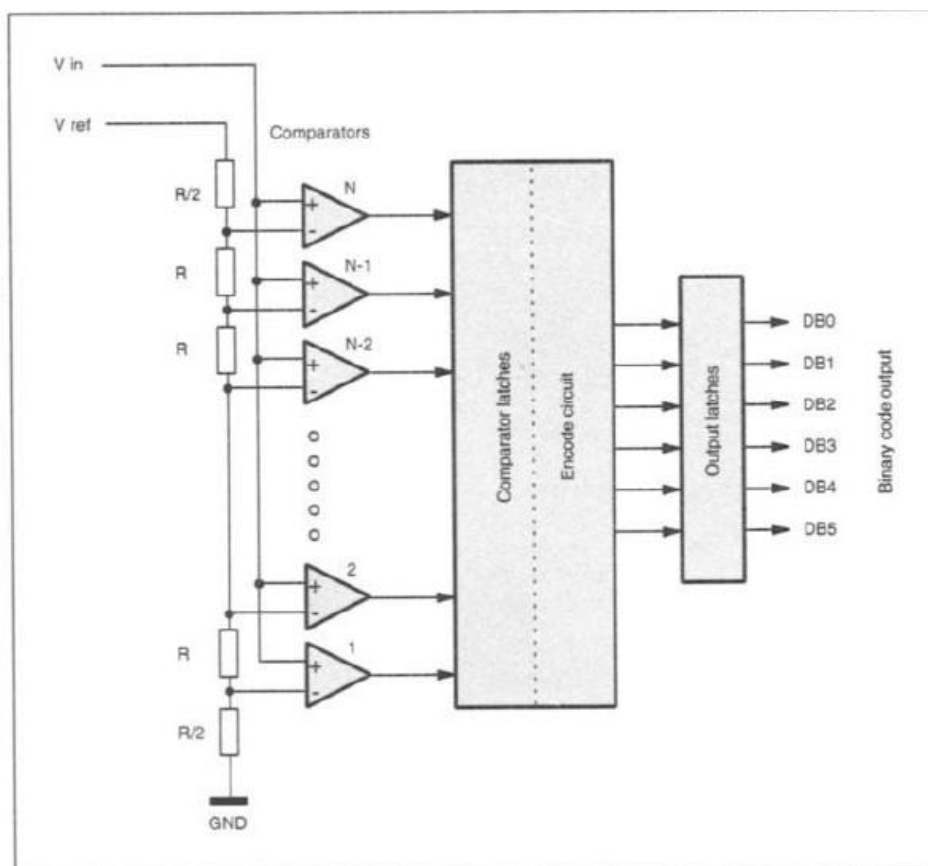 V in
V ref
Comparators
R/2
N
R
N-1
R
N-2
2
R
1
R/2
GND
Comparator latches
Encode circuit
Output latches
DB0
DB1
DB2
DB3
DB4
DB5
Binary code output